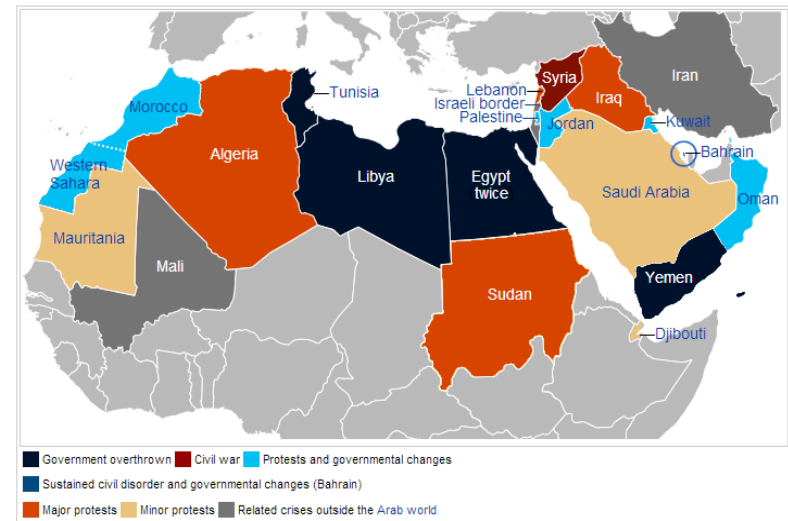 Iran
Syria
Lebanon
Israeli border
Palestine
Iraq
Tunisia
Morocco
Jordan
Kuwait
Bahrain
Algeria
Western
Sahara
Libya
Egypt
twice
Saudi Arabia
Oman
Mauritania
Mali
Yemen
Sudan
Djibouti
Government overthrown Civil war Protests and governmental changes
Sustained civil disorder and governmental changes (Bahrain)
Major protests Minor protests Related crises outside the Arab world